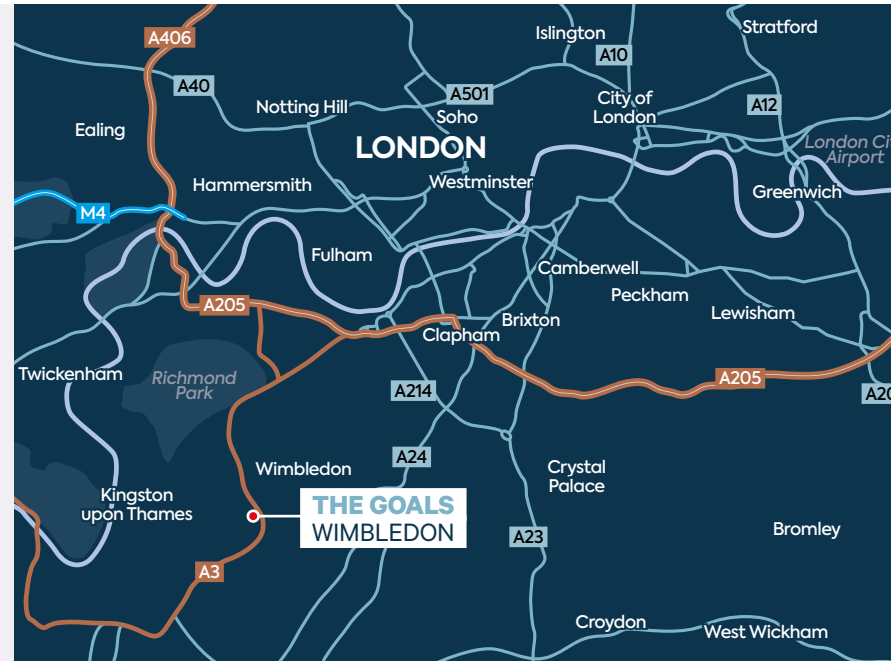 A406
Islington
Stratford
A10
A40
A501
Notting Hill
Soho
City of
London
A12
Ealing
LONDON
London Ci
Airport
Hammersmith
Westminster
Greenwich
M4
Fulham
Camberwell
Peckham
A205
Brixton
Lewisham
Clapham
Twickenham
Richmond
Park
A214
A205
A20
A24
Wimbledon
Crystal
Palace
Kingston
upon Thames
THE GOALS
WIMBLEDON
A23
Bromley
A3
Croydon
West Wickham